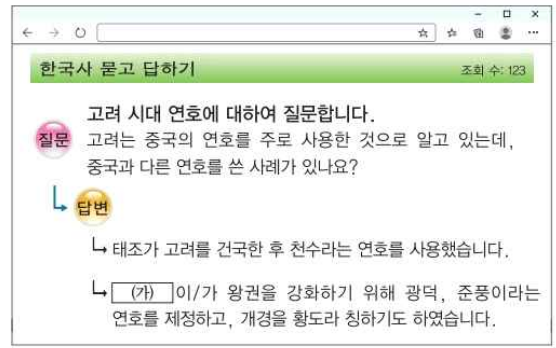 한국사 묻고 답하기
조회 수: 123
고려 시대 연호에 대하여 질문합니다.
질문
고려는 중국의 연호를 주로 사용한 것으로 알고 있는데,
중국과 다른 연호를 쓴 사례가 있나요?
답변
태조가 고려를 건국한 후 천수라는 연호를 사용했습니다.
(가) 이/가 왕권을 강화하기 위해 광덕, 준풍이라는
연호를 제정하고, 개경을 황도라 칭하기도 하였습니다.